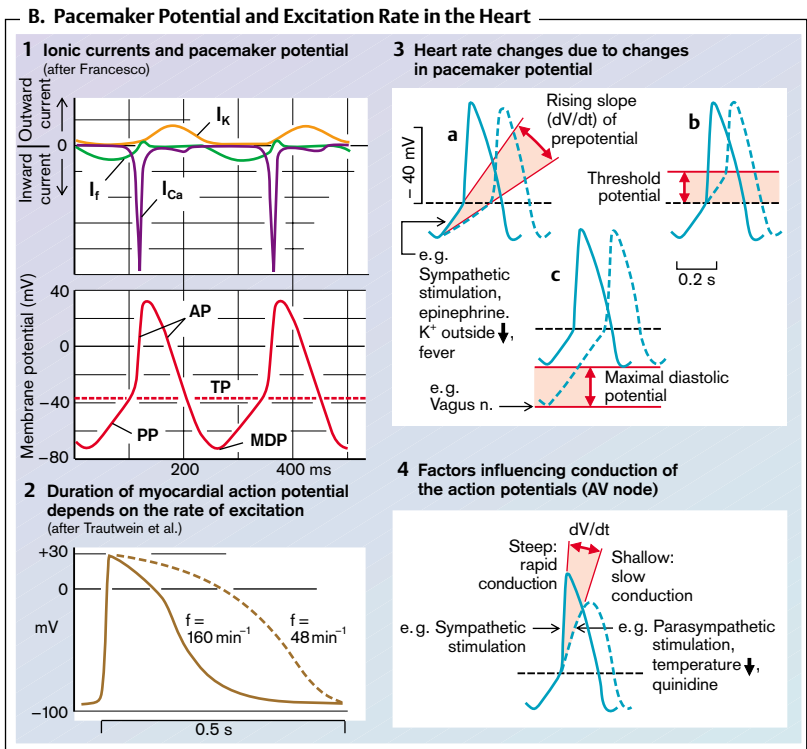 B. Pacemaker Potential and Excitation Rate in the Heart
1 Ionic currents and pacemaker potential
(after Francesco)
Outward
current
Inward
current
0
I_K
I_f
I_Ca
Membrane potential (mV)
40
0
−40
−80
AP
TP
PP
MDP
200
400 ms
2 Duration of myocardial action potential
depends on the rate of excitation
(after Trautwein et al.)
+30
0
mV
−100
f =
160 min⁻¹
f =
48 min⁻¹
0.5 s
3 Heart rate changes due to changes
in pacemaker potential
a
− 40 mV
Rising slope
(dV/dt) of
prepotential
e.g.
Sympathetic
stimulation,
epinephrine.
K⁺ outside ↓,
fever
b
Threshold
potential
0.2 s
c
Maximal diastolic
potential
e.g.
Vagus n.
4 Factors influencing conduction of
the action potentials (AV node)
dV/dt
Steep:
rapid
conduction
Shallow:
slow
conduction
e.g. Sympathetic
stimulation
e.g. Parasympathetic
stimulation,
temperature ↓,
quinidine